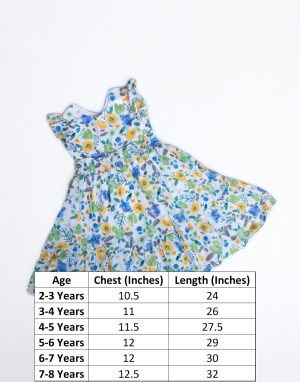 Age Chest (Inches) Length (Inches)
2-3 Years 10.5 24
3-4 Years 11 26
4-5 Years 11.5 27.5
5-6 Years 12 29
6-7 Years 12 30
7-8 Years 12.5 32